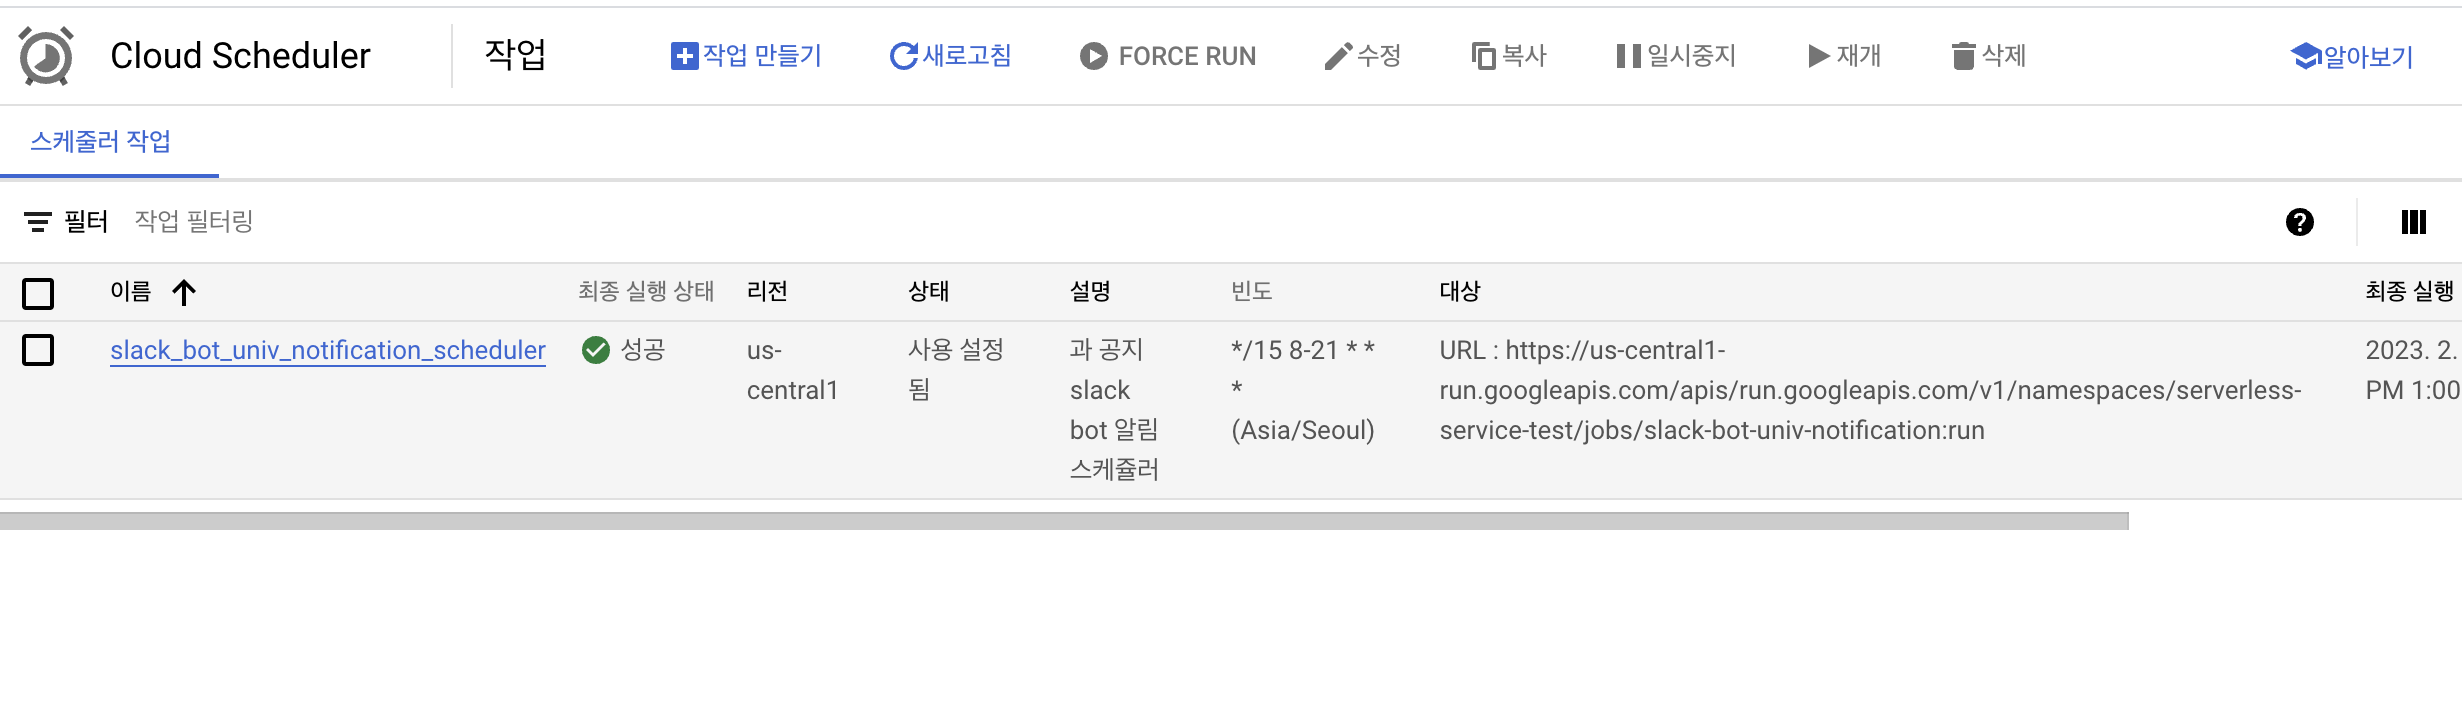 Cloud Scheduler 작업 작업 만들기 새로고침 FORCE RUN 수정 복사 일시중지 재개 삭제 알아보기
스케줄러 작업
필터 작업 필터링
이름 최종 실행 상태 리전 상태 설명 빈도 대상 최종 실행
slack_bot_univ_notification_scheduler 성공 us- 사용 설정 과 공지 */15 8-21 * * URL : https://us-central1- 2023. 2.
central1 됨 slack * run.googleapis.com/apis/run.googleapis.com/v1/namespaces/serverless- PM 1:00
bot 알림 (Asia/Seoul) service-test/jobs/slack-bot-univ-notification:run
스케쥴러